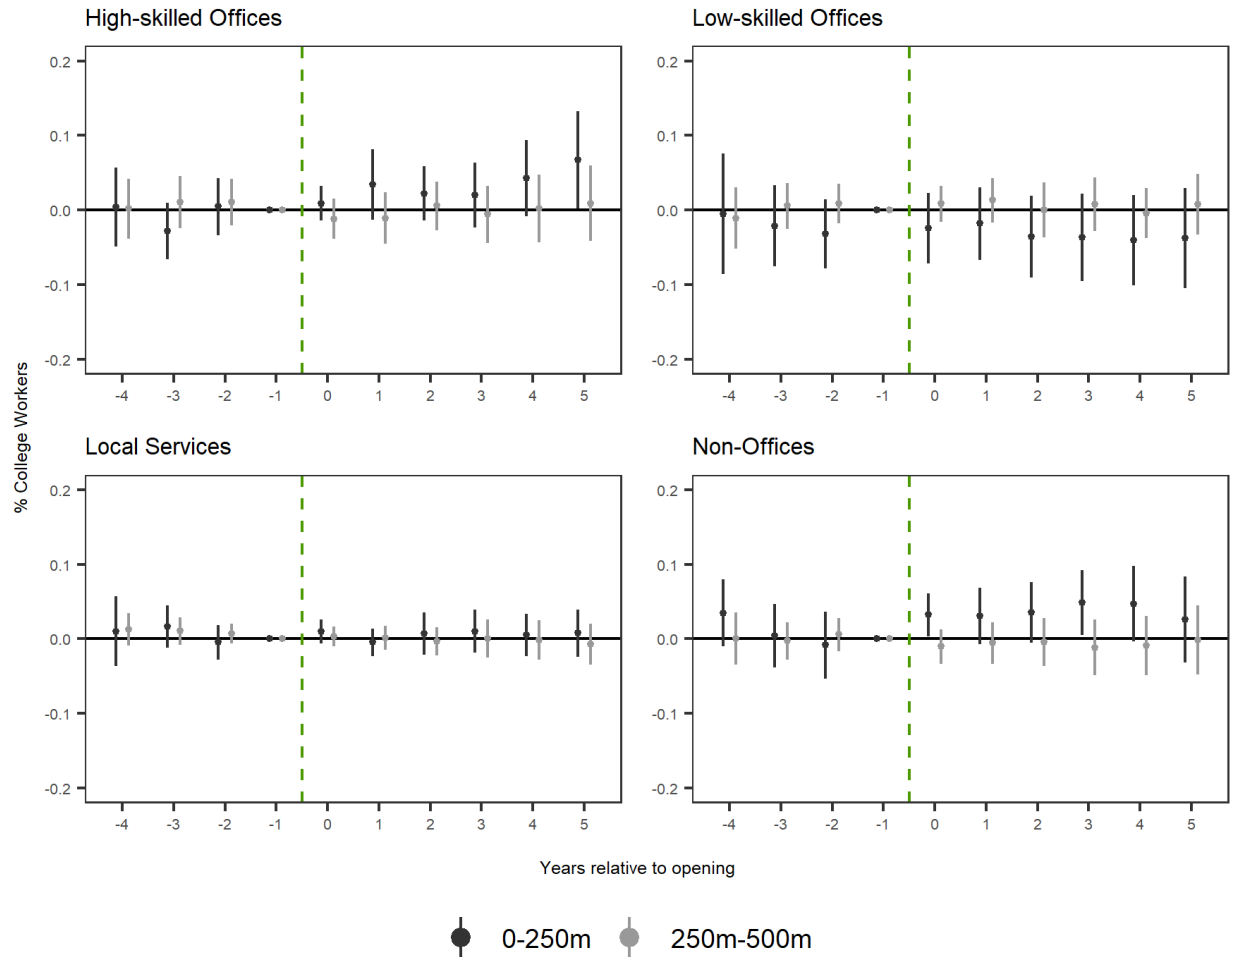 High-skilled Offices
0.2
0.1
0.0
-0.1
-0.2
-4 -3 -2 -1 0 1 2 3 4 5
Low-skilled Offices
0.2
0.1
0.0
-0.1
-0.2
-4 -3 -2 -1 0 1 2 3 4 5
% College Workers
Local Services
0.2
0.1
0.0
-0.1
-0.2
-4 -3 -2 -1 0 1 2 3 4 5
Non-Offices
0.2
0.1
0.0
-0.1
-0.2
-4 -3 -2 -1 0 1 2 3 4 5
Years relative to opening
0-250m 250m-500m